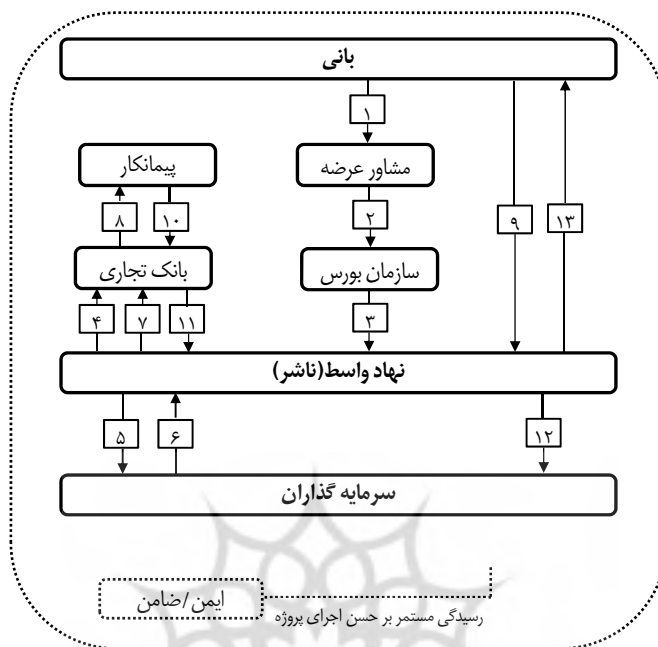 بانی
۱
پیمانکار
مشاور عرضه
۸
۱۰
۲
۹
۱۳
بانک تجاری
سازمان بورس
۴
۷
۱۱
۳
نهاد واسط(ناشر)
۵
۶
۱۲
سرمایه گذاران
ایمن/ضامن
رسیدگی مستمر بر حسن اجرای پروژه